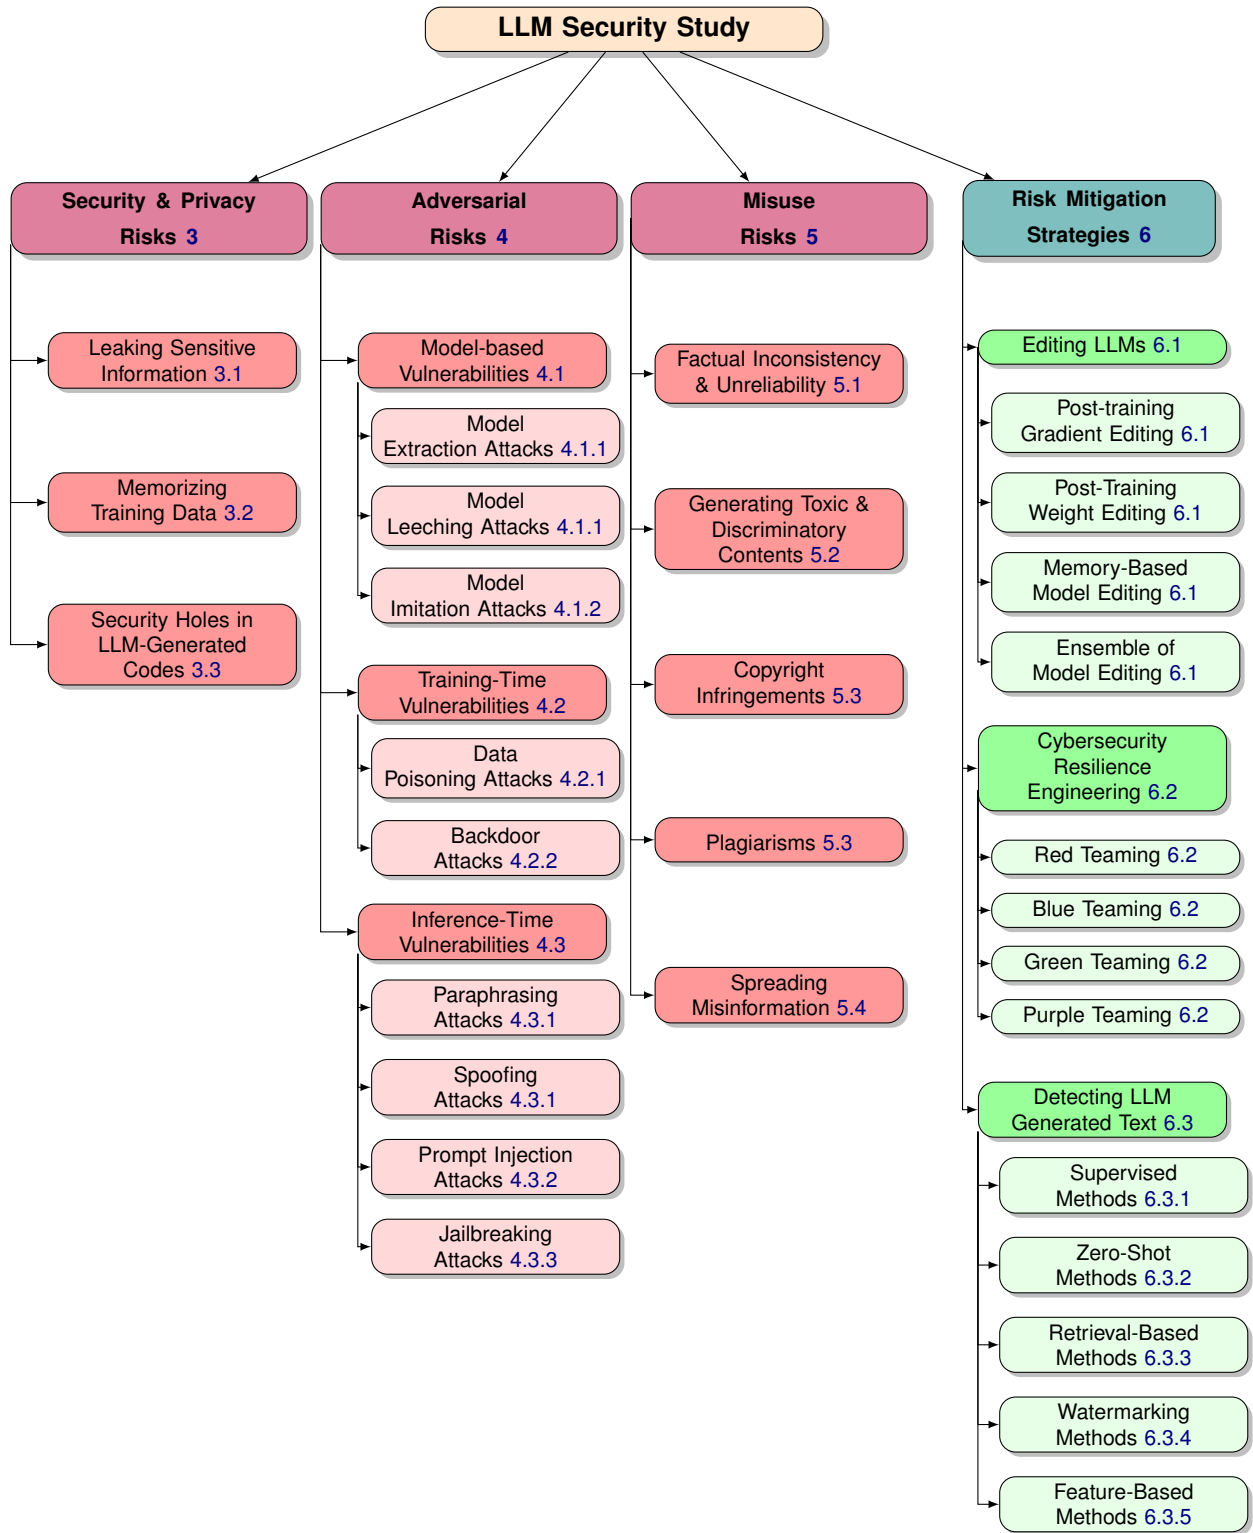 LLM Security Study
Security & Privacy
Risks 3
Leaking Sensitive
Information 3.1
Memorizing
Training Data 3.2
Security Holes in
LLM-Generated
Codes 3.3
Adversarial
Risks 4
Model-based
Vulnerabilities 4.1
Model
Extraction Attacks 4.1.1
Model
Leeching Attacks 4.1.1
Model
Imitation Attacks 4.1.2
Training-Time
Vulnerabilities 4.2
Data
Poisoning Attacks 4.2.1
Backdoor
Attacks 4.2.2
Inference-Time
Vulnerabilities 4.3
Paraphrasing
Attacks 4.3.1
Spoofing
Attacks 4.3.1
Prompt Injection
Attacks 4.3.2
Jailbreaking
Attacks 4.3.3
Misuse
Risks 5
Factual Inconsistency
& Unreliability 5.1
Generating Toxic &
Discriminatory
Contents 5.2
Copyright
Infringements 5.3
Plagiarisms 5.3
Spreading
Misinformation 5.4
Risk Mitigation
Strategies 6
Editing LLMs 6.1
Post-training
Gradient Editing 6.1
Post-Training
Weight Editing 6.1
Memory-Based
Model Editing 6.1
Ensemble of
Model Editing 6.1
Cybersecurity
Resilience
Engineering 6.2
Red Teaming 6.2
Blue Teaming 6.2
Green Teaming 6.2
Purple Teaming 6.2
Detecting LLM
Generated Text 6.3
Supervised
Methods 6.3.1
Zero-Shot
Methods 6.3.2
Retrieval-Based
Methods 6.3.3
Watermarking
Methods 6.3.4
Feature-Based
Methods 6.3.5